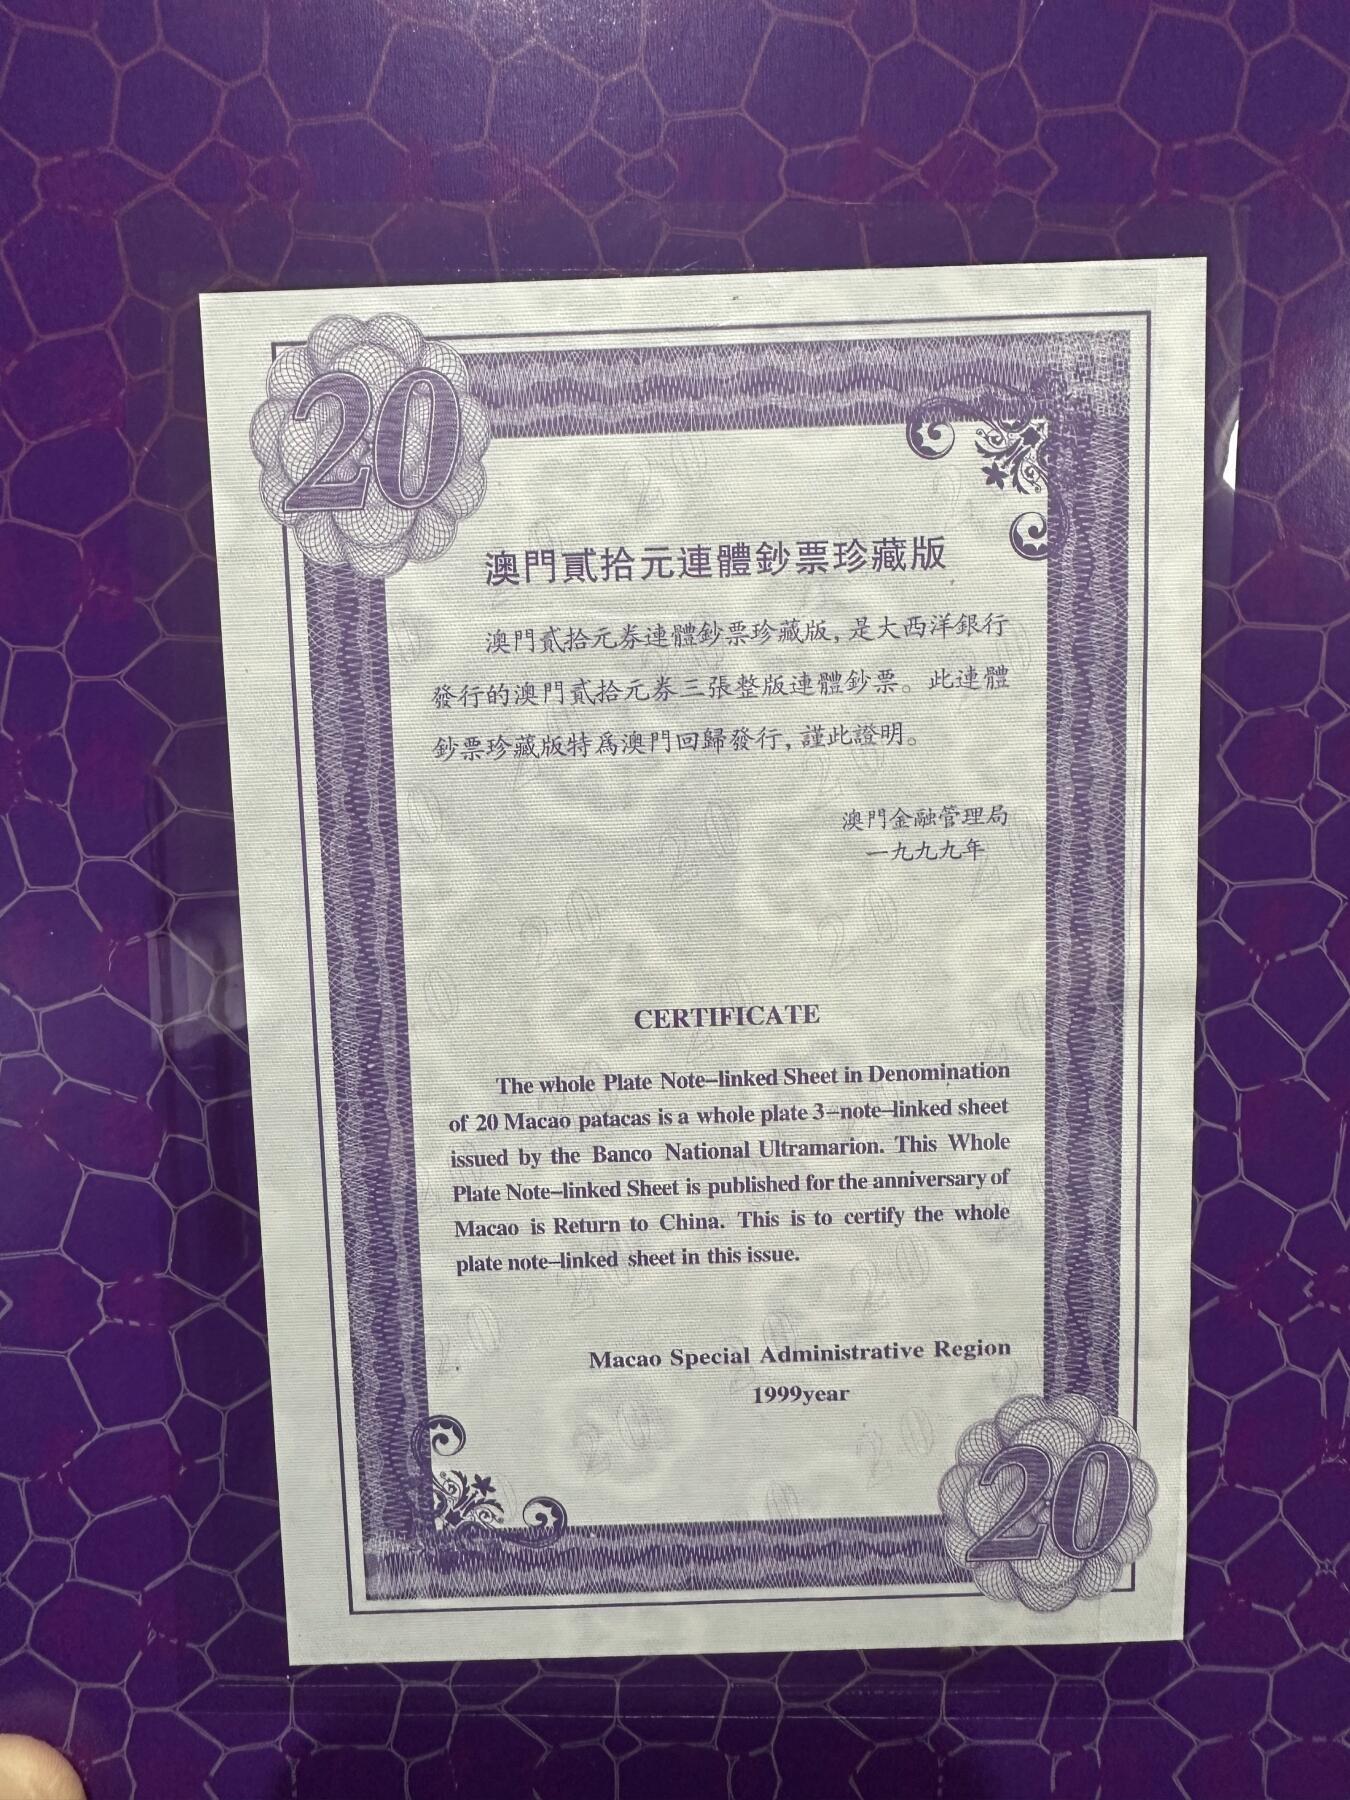 20
澳門貳拾元連體鈔票珍藏版
澳門貳拾元券連體鈔票珍藏版,是大西洋銀行
發行的澳門貳拾元券三張整版連體鈔票。此連體
鈔票珍藏版特爲澳門回歸發行,謹此證明。
澳門金融管理局
一九九九年
CERTIFICATE
The whole Plate Note–linked Sheet in Denomination
of 20 Macao patacas is a whole plate 3–note–linked sheet
issued by the Banco National Ultramarion. This Whole
Plate Note–linked Sheet is published for the anniversary of
Macao is Return to China. This is to certify the whole
plate note–linked sheet in this issue.
Macao Special Administrative Region
1999year
20